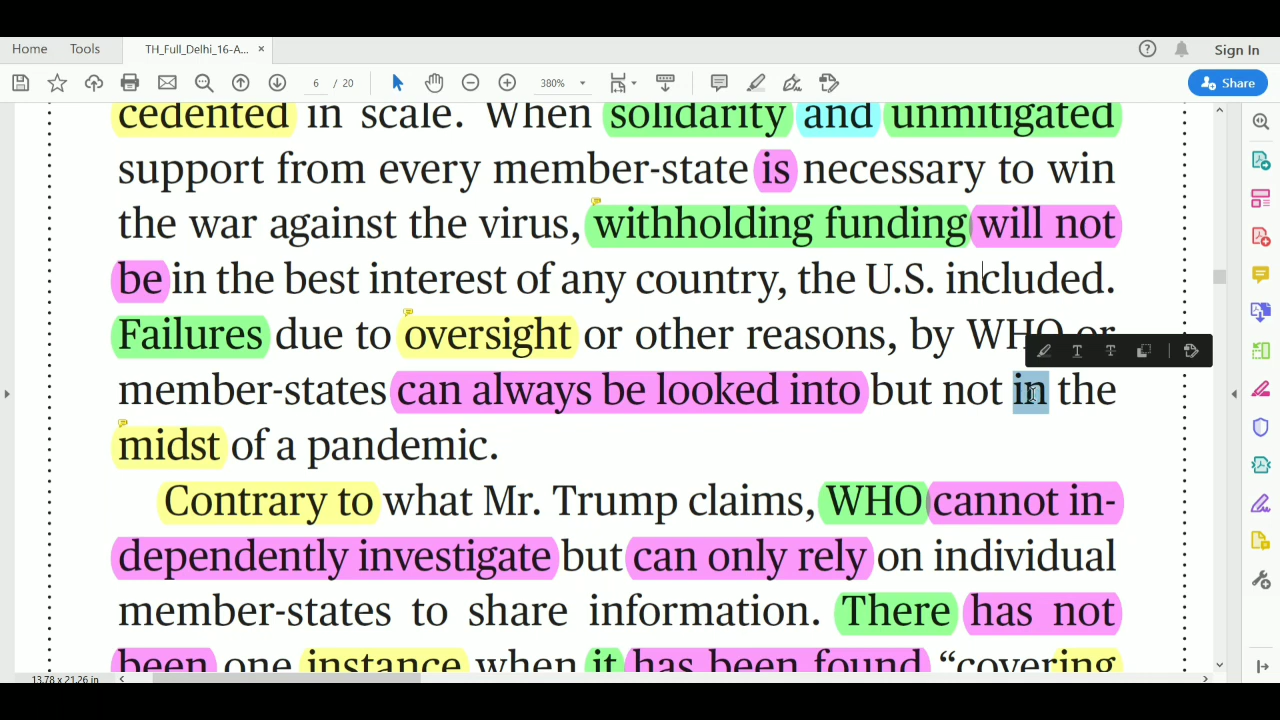 Home Tools TH_Full_Delhi_16-A... × Sign In
6 / 20 380% Share
cedented in scale. When solidarity and unmitigated
support from every member-state is necessary to win
the war against the virus, withholding funding will not
be in the best interest of any country, the U.S. included.
Failures due to oversight or other reasons, by WHO or
member-states can always be looked into but not in the
midst of a pandemic.
Contrary to what Mr. Trump claims, WHO cannot in-
dependently investigate but can only rely on individual
member-states to share information. There has not
been one instance when it has been found “covering
13.78 x 21.26 in